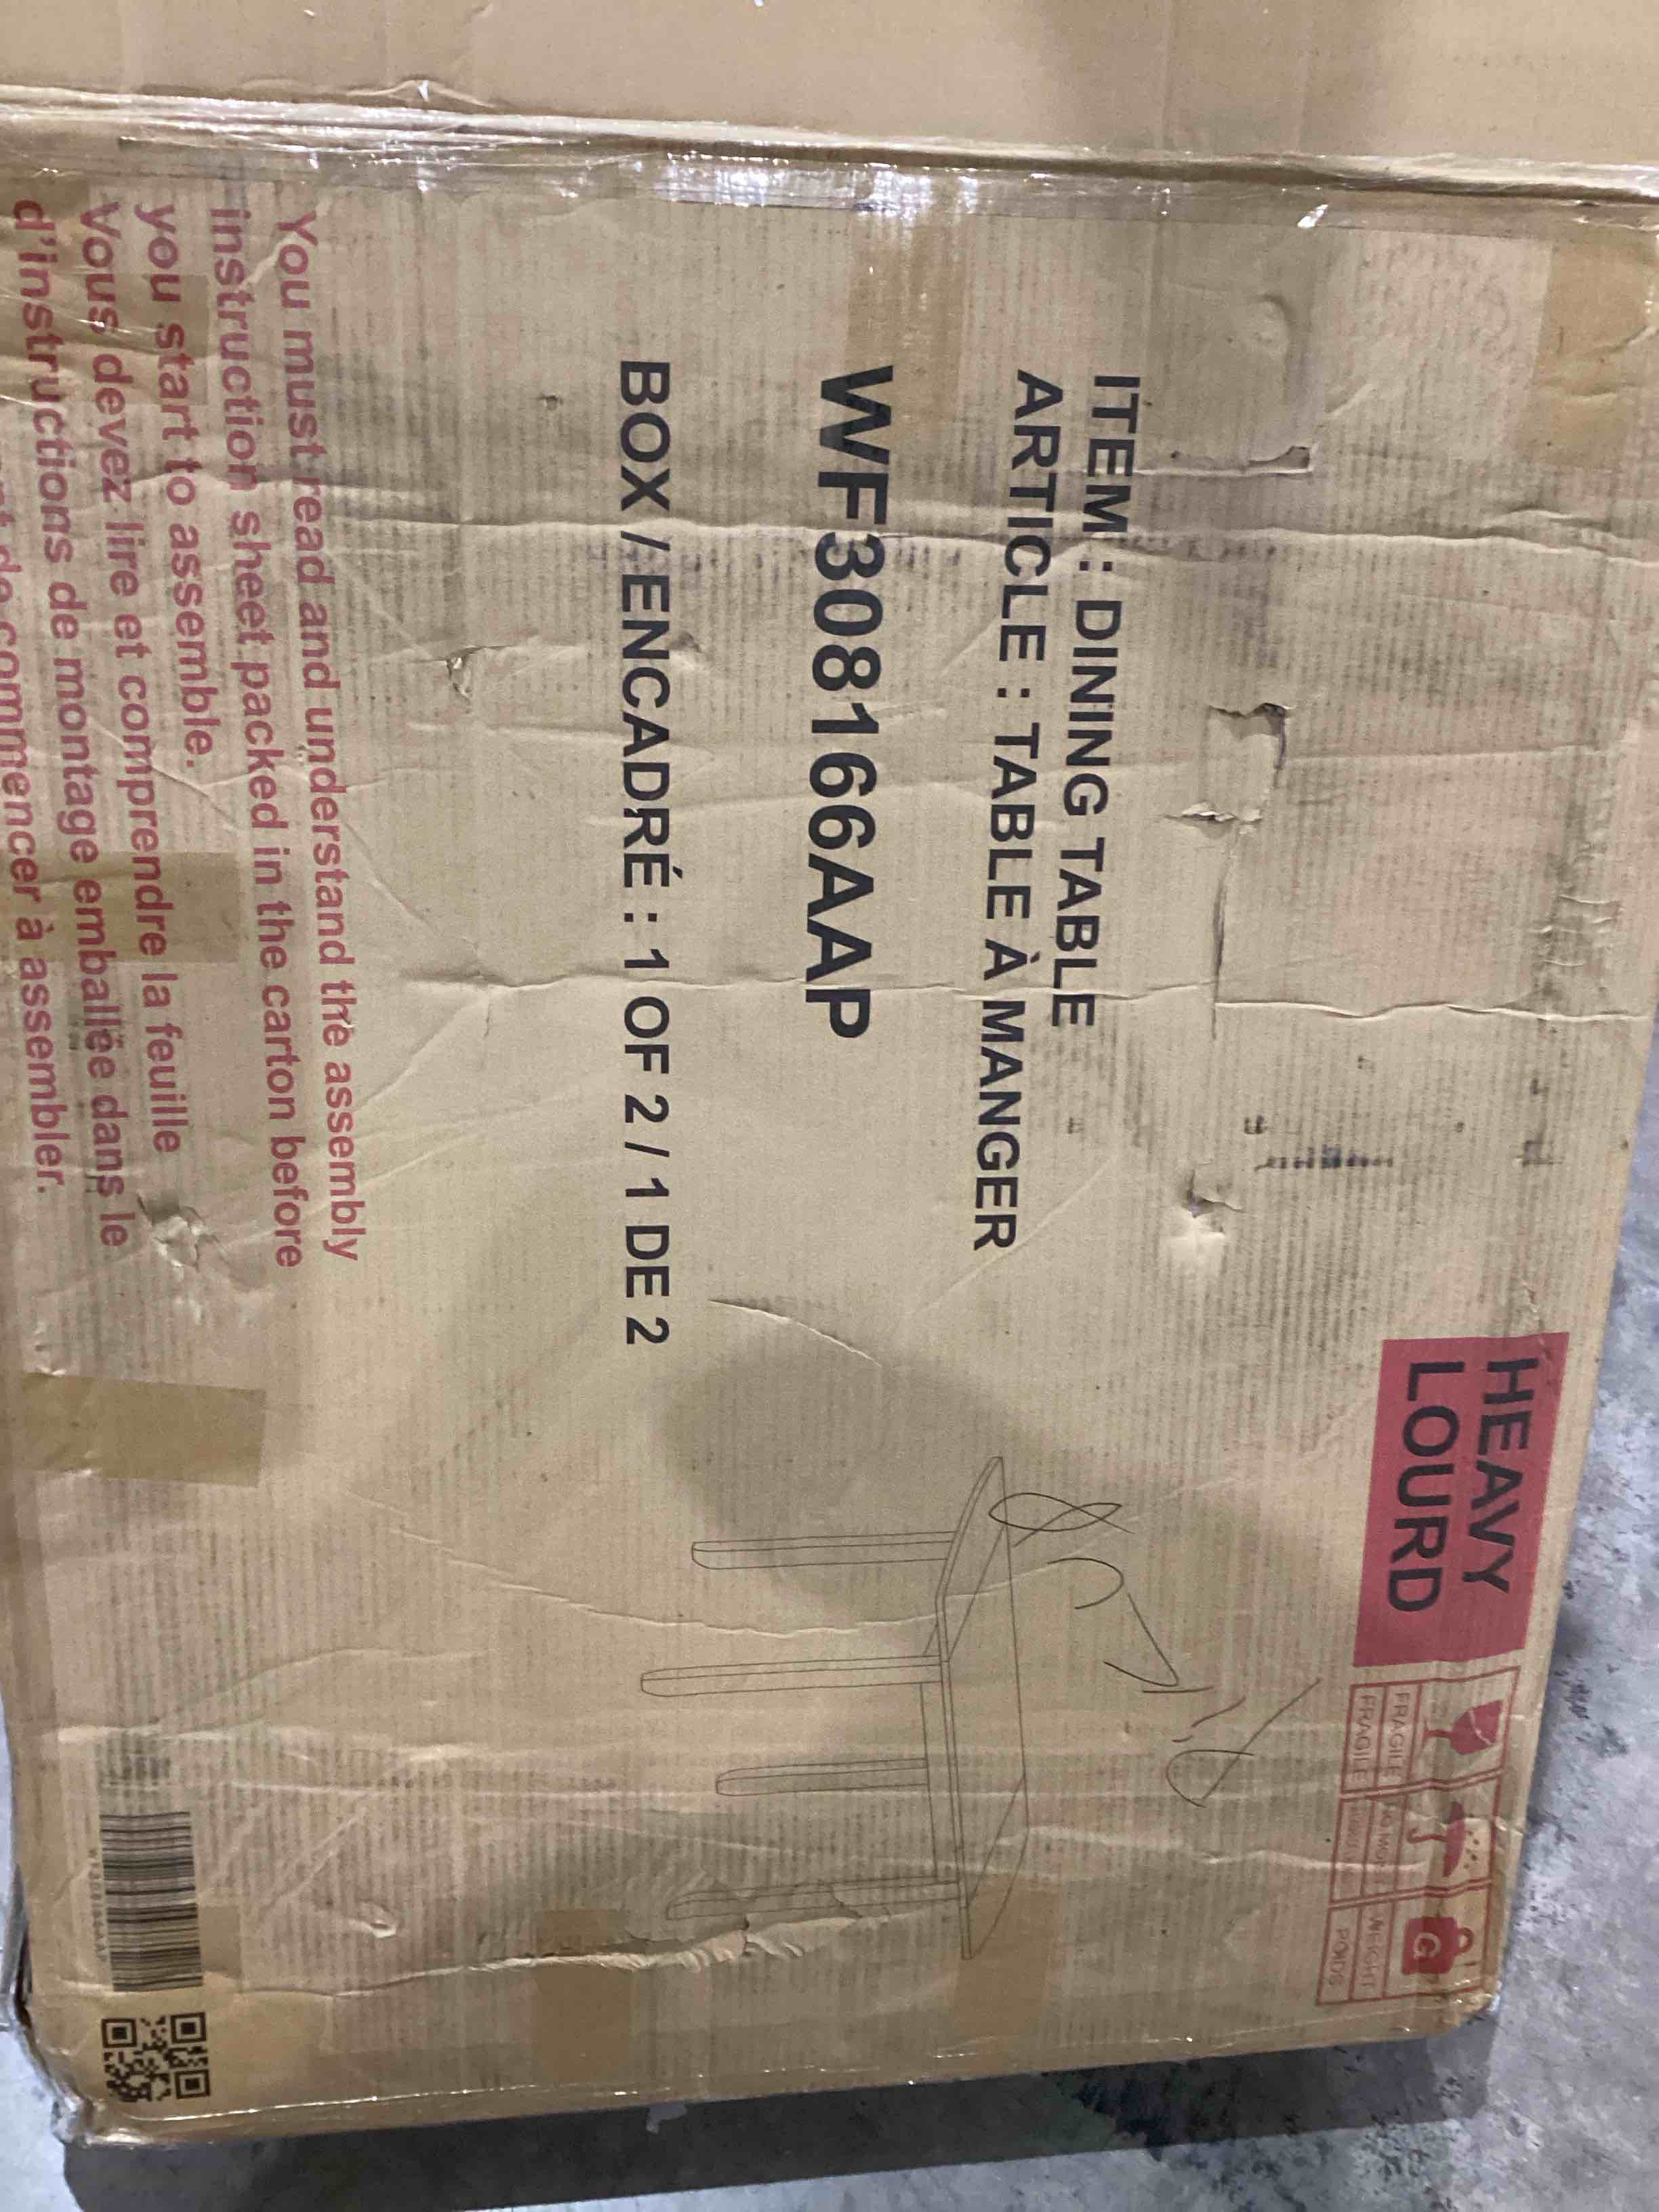 HEAVY
LOURD
FRAGILE
FRAGILE
WEIGHT
POIDS
G
ITEM : DINING TABLE
ARTICLE : TABLE À MANGER
WF308166AAP
BOX / ENCADRÉ : 1 OF 2 / 1 DE 2
You must read and understand the assembly
instruction sheet packed in the carton before
you start to assemble.
Vous devez lire et comprendre la feuille
d'instructions de montage emballée dans le
de commencer à assembler.